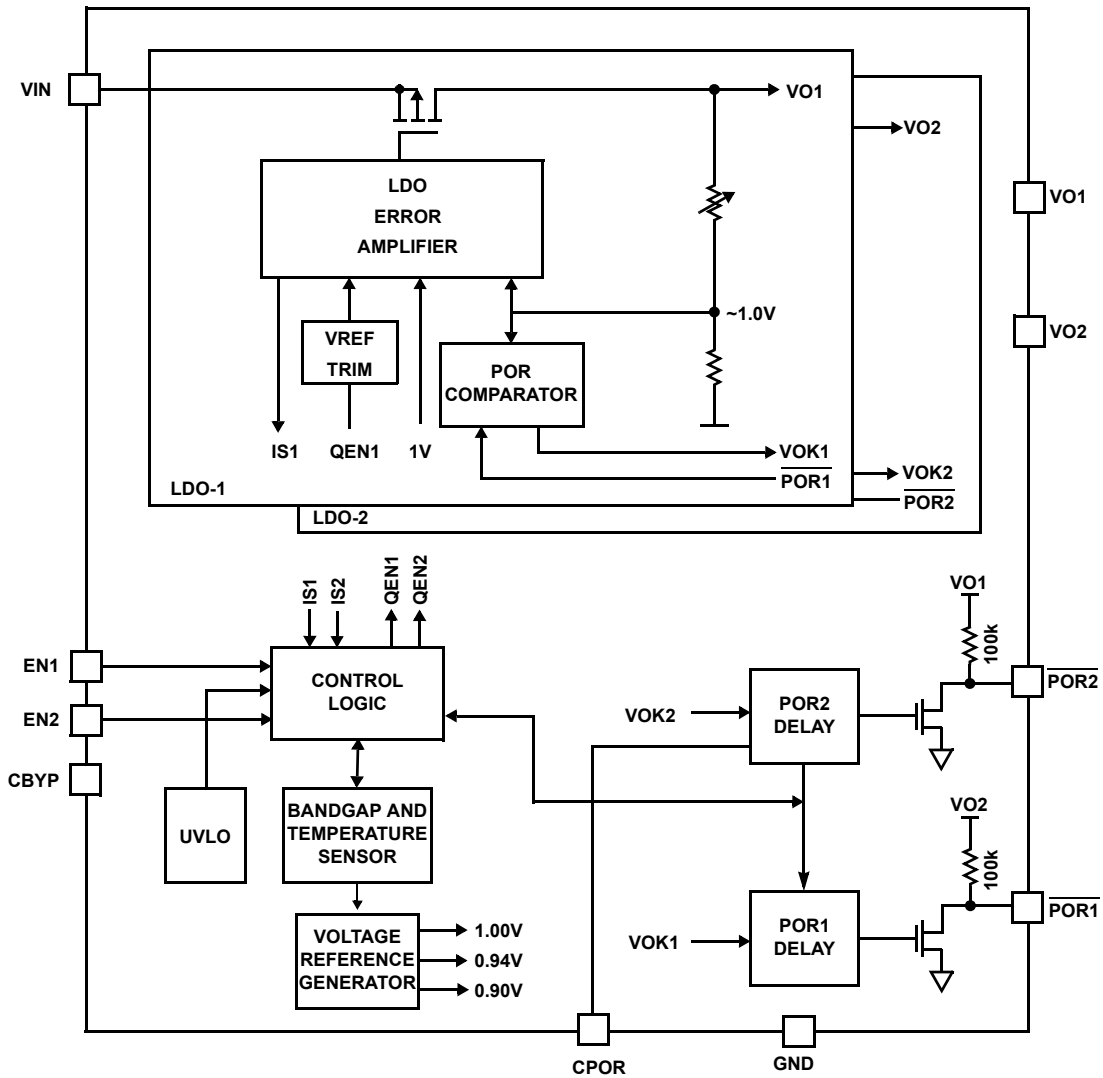 VIN
VO1
VO2
LDO
ERROR
AMPLIFIER
VO1
~1.0V
VO2
VREF
TRIM
POR
COMPARATOR
IS1
QEN1
1V
VOK1
POR1
VOK2
POR2
LDO-1
LDO-2
IS1
IS2
QEN1
QEN2
VO1
100k
EN1
CONTROL
LOGIC
POR2
EN2
VOK2
POR2
DELAY
CBYP
UVLO
BANDGAP AND
TEMPERATURE
SENSOR
VO2
100k
POR1
VOLTAGE
REFERENCE
GENERATOR
1.00V
0.94V
0.90V
VOK1
POR1
DELAY
CPOR
GND